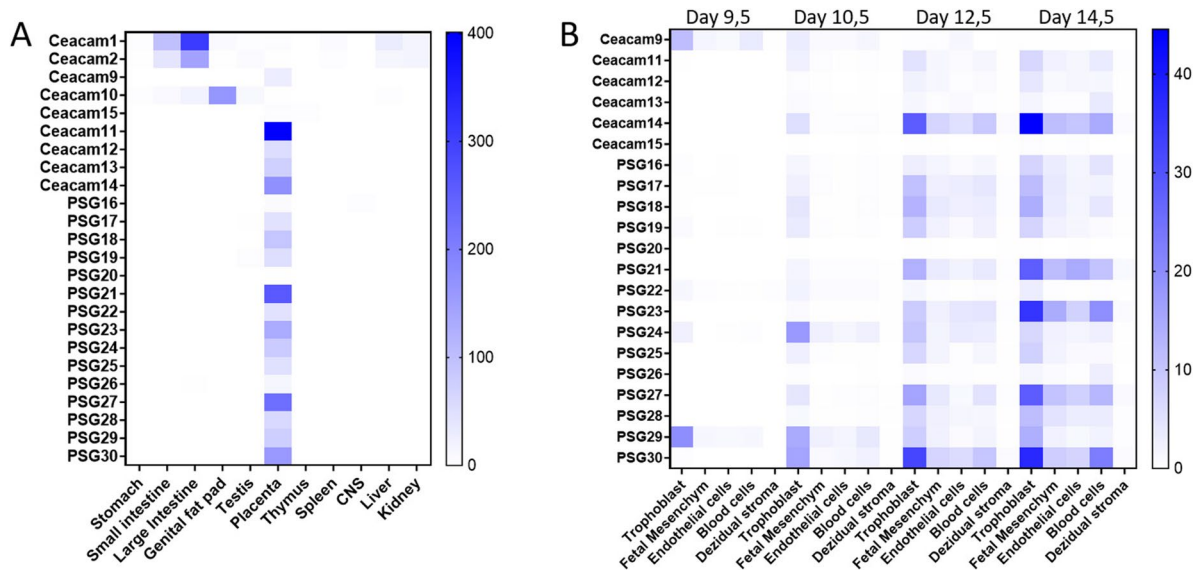 A
Ceacam1
Ceacam2
Ceacam9
Ceacam10
Ceacam15
Ceacam11
Ceacam12
Ceacam13
Ceacam14
PSG16
PSG17
PSG18
PSG19
PSG20
PSG21
PSG22
PSG23
PSG24
PSG25
PSG26
PSG27
PSG28
PSG29
PSG30
Stomach
Small intestine
Large Intestine
Genital fat pad
Testis
Placenta
Thymus
Spleen
CNS
Liver
Kidney
400
300
200
100
0
B
Day 9,5 Day 10,5 Day 12,5 Day 14,5
Ceacam9
Ceacam11
Ceacam12
Ceacam13
Ceacam14
Ceacam15
PSG16
PSG17
PSG18
PSG19
PSG20
PSG21
PSG22
PSG23
PSG24
PSG25
PSG26
PSG27
PSG28
PSG29
PSG30
Trophoblast
Fetal Mesenchym
Endothelial cells
Blood cells
Dezidual stroma
Trophoblast
Fetal Mesenchym
Endothelial cells
Blood cells
Dezidual stroma
Trophoblast
Fetal Mesenchym
Endothelial cells
Blood cells
Dezidual stroma
Trophoblast
Fetal Mesenchym
Endothelial cells
Blood cells
Dezidual stroma
40
30
20
10
0